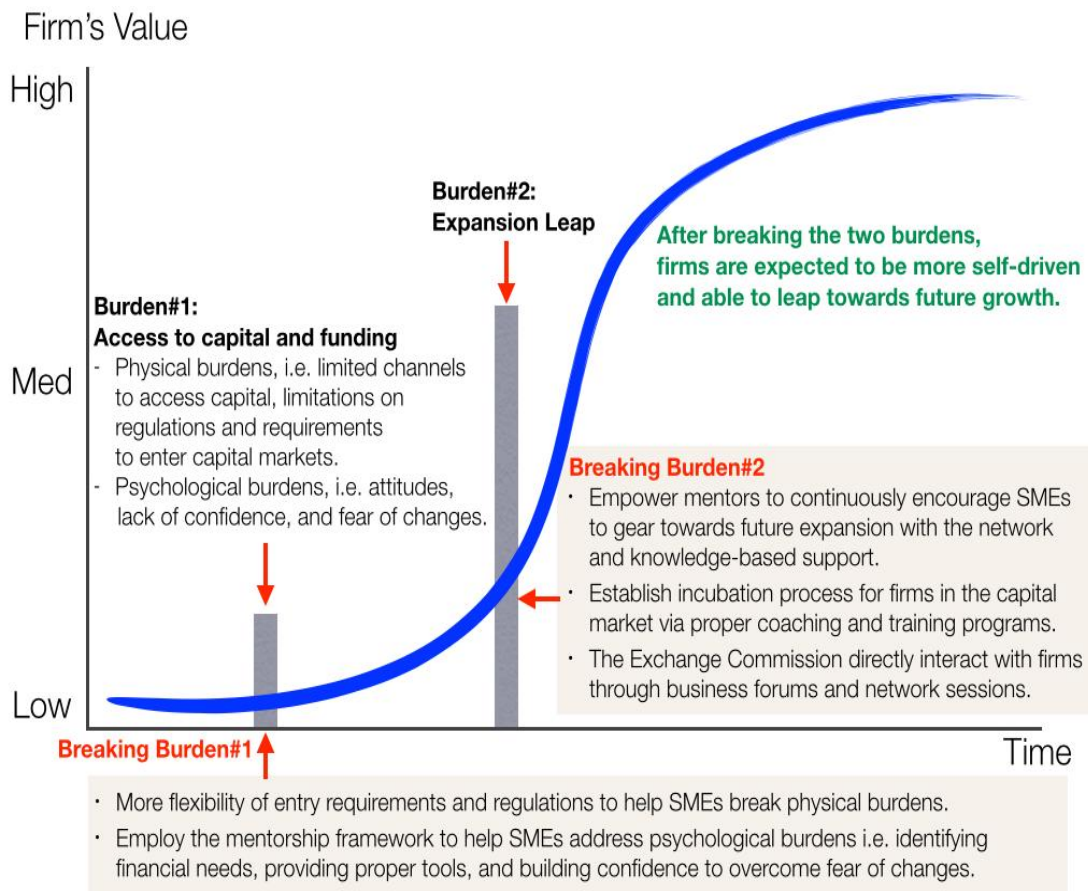 Firm's Value
High
Burden#2:
Expansion Leap
After breaking the two burdens,
firms are expected to be more self-driven
and able to leap towards future growth.
Burden#1:
Access to capital and funding
- Physical burdens, i.e. limited channels
to access capital, limitations on
regulations and requirements
to enter capital markets.
- Psychological burdens, i.e. attitudes,
lack of confidence, and fear of changes.
Med
Breaking Burden#2
· Empower mentors to continuously encourage SMEs
to gear towards future expansion with the network
and knowledge-based support.
· Establish incubation process for firms in the capital
market via proper coaching and training programs.
· The Exchange Commission directly interact with firms
through business forums and network sessions.
Low
Time
Breaking Burden#1
· More flexibility of entry requirements and regulations to help SMEs break physical burdens.
· Employ the mentorship framework to help SMEs address psychological burdens i.e. identifying
financial needs, providing proper tools, and building confidence to overcome fear of changes.